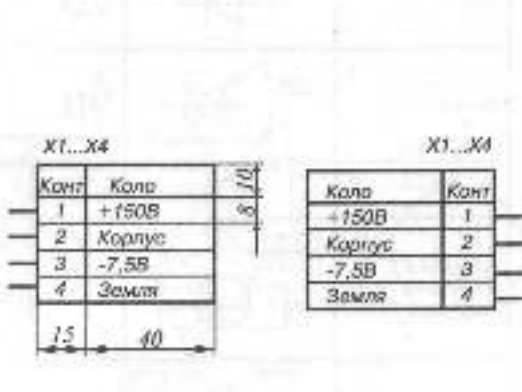 X1...X4
Конт Коло
1 +150В
2 Корпус
3 -7,5В
4 Земля
10
8
15 40
X1...X4
Коло Конт
+150В 1
Корпус 2
-7,5В 3
Земля 4